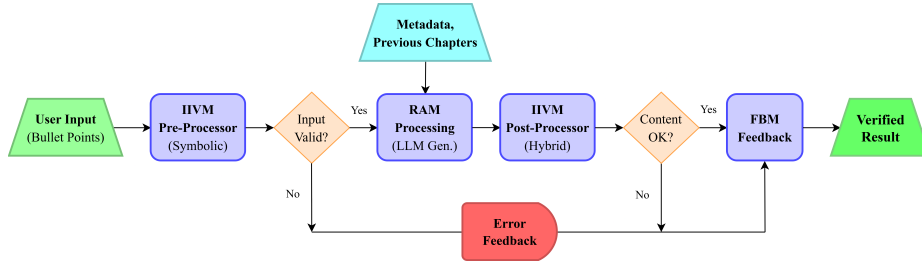 Metadata,
Previous Chapters
User Input
(Bullet Points)
IIVM
Pre-Processor
(Symbolic)
Input
Valid?
Yes
RAM
Processing
(LLM Gen.)
IIVM
Post-Processor
(Hybrid)
Content
OK?
Yes
FBM
Feedback
Verified
Result
No
No
Error
Feedback